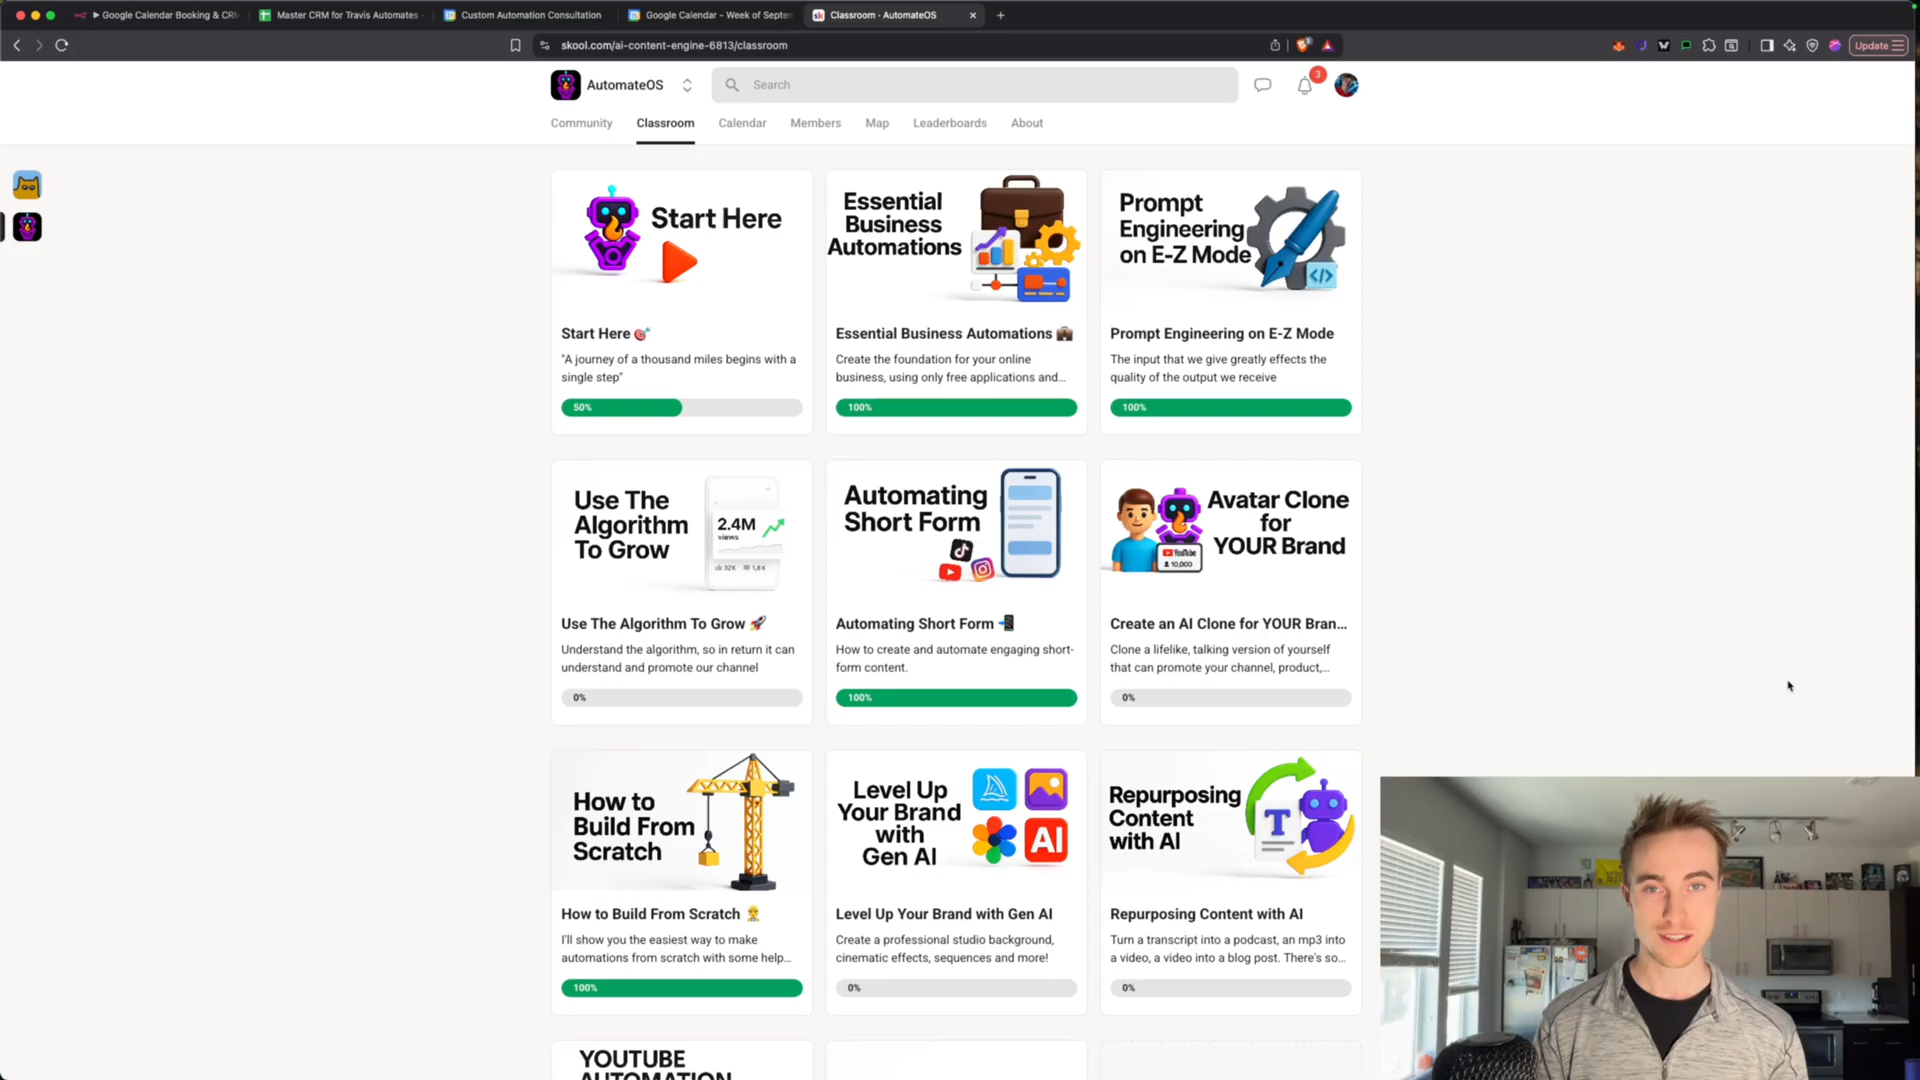 Google Calendar Booking & CRM
Master CRM for Travis Automates
Custom Automation Consultation
Google Calendar - Week of Septem
Classroom · AutomateOS
skool.com/ai-content-engine-6813/classroom
Update
AutomateOS
Search
3
Community
Classroom
Calendar
Members
Map
Leaderboards
About
Start Here
Start Here 🎯
"A journey of a thousand miles begins with a
single step"
50%
Essential
Business
Automations
Essential Business Automations 💼
Create the foundation for your online
business, using only free applications and...
100%
Prompt
Engineering
on E-Z Mode
</>
Prompt Engineering on E-Z Mode
The input that we give greatly effects the
quality of the output we receive
100%
Use The
Algorithm
To Grow
2.4M
views
32K
1,8 K
Use The Algorithm To Grow 🚀
Understand the algorithm, so in return it can
understand and promote our channel
0%
Automating
Short Form
Automating Short Form 📲
How to create and automate engaging short-
form content.
100%
Avatar Clone
for
YOUR Brand
YouTube
10,000
Create an AI Clone for YOUR Bran...
Clone a lifelike, talking version of yourself
that can promote your channel, product,...
0%
How to
Build From
Scratch
How to Build From Scratch 👷
I'll show you the easiest way to make
automations from scratch with some help...
100%
Level Up
Your Brand
with
Gen AI
AI
Level Up Your Brand with Gen AI
Create a professional studio background,
cinematic effects, sequences and more!
0%
Repurposing
Content
with AI
T
Repurposing Content with AI
Turn a transcript into a podcast, an mp3 into
a video, a video into a blog post. There's so...
0%
YOUTUBE
AUTOMATION